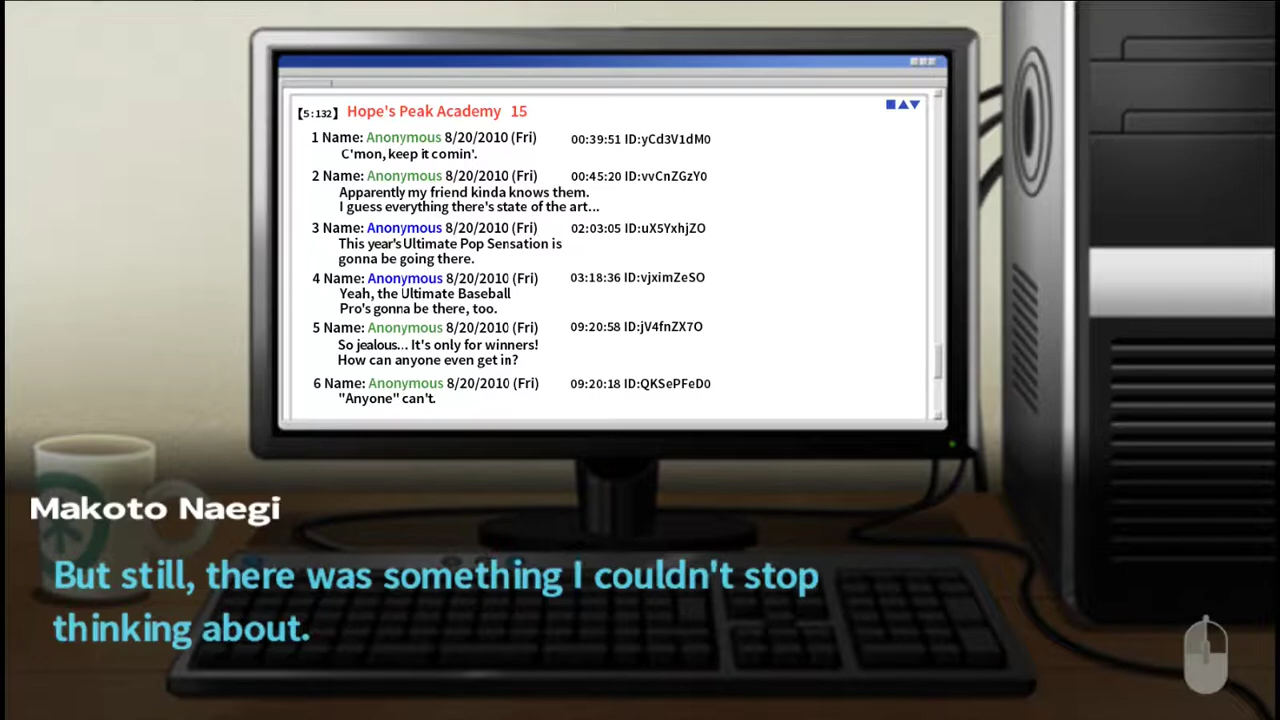 【5:132】 Hope's Peak Academy 15
1 Name: Anonymous 8/20/2010 (Fri) 00:39:51 ID:yCd3V1dM0
C'mon, keep it comin'.
2 Name: Anonymous 8/20/2010 (Fri) 00:45:20 ID:vvCnZGzY0
Apparently my friend kinda knows them.
I guess everything there's state of the art...
3 Name: Anonymous 8/20/2010 (Fri) 02:03:05 ID:uX5YxhjZO
This year's Ultimate Pop Sensation is
gonna be going there.
4 Name: Anonymous 8/20/2010 (Fri) 03:18:36 ID:vjximZeSO
Yeah, the Ultimate Baseball
Pro's gonna be there, too.
5 Name: Anonymous 8/20/2010 (Fri) 09:20:58 ID:jV4fnZX7O
So jealous... It's only for winners!
How can anyone even get in?
6 Name: Anonymous 8/20/2010 (Fri) 09:20:18 ID:QKSePFeD0
"Anyone" can't.
Makoto Naegi
But still, there was something I couldn't stop
thinking about.